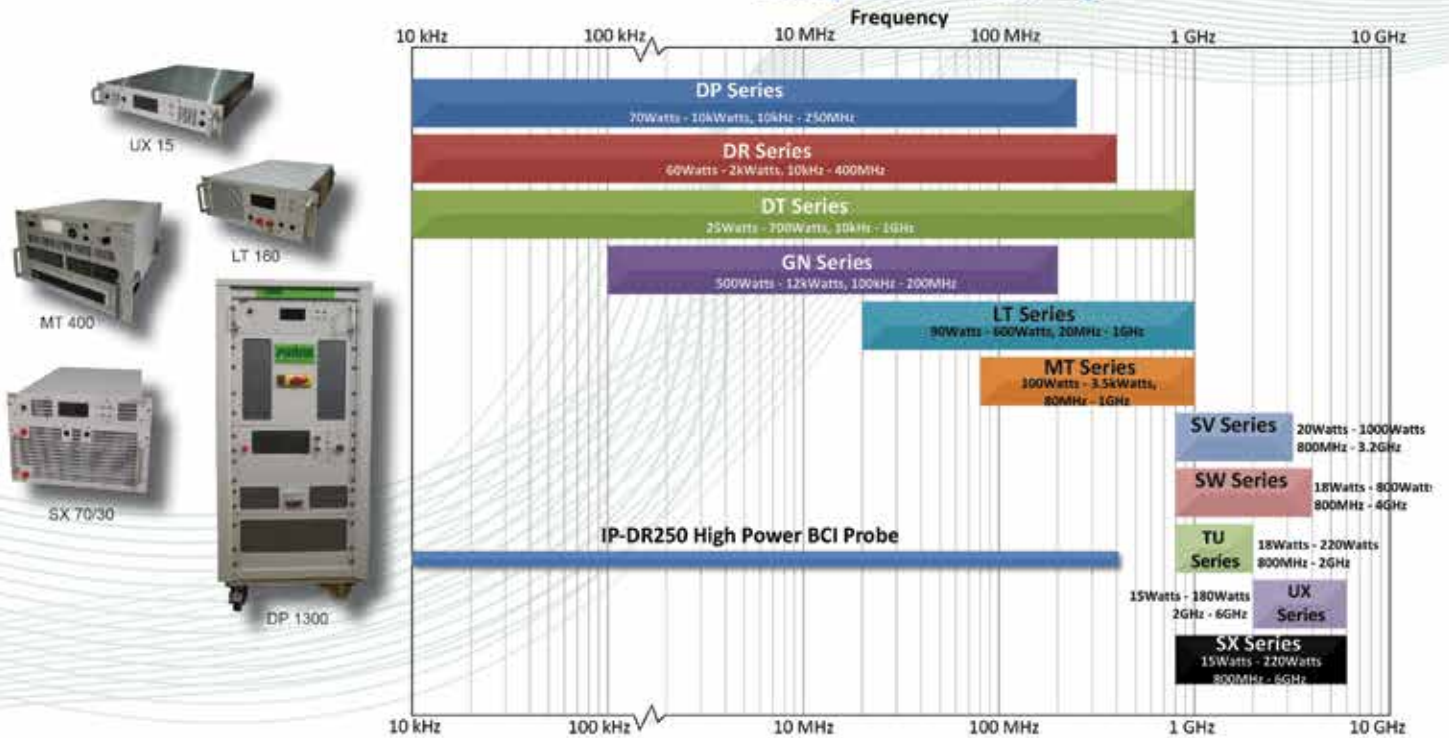 Frequency
10 kHz 100 kHz 10 MHz 100 MHz 1 GHz 10 GHz
UX 15
LT 160
MT 400
SX 70/30
DP 1300
DP Series
70Watts - 10kWatts, 10kHz - 250MHz
DR Series
60Watts - 2kWatts, 10kHz - 400MHz
DT Series
25Watts - 700Watts, 10kHz - 1GHz
GN Series
500Watts - 12kWatts, 100kHz - 200MHz
LT Series
90Watts - 600Watts, 20MHz - 1GHz
MT Series
100Watts - 3.5kWatts,
80MHz - 1GHz
SV Series
20Watts - 1000Watts
800MHz - 3.2GHz
SW Series
18Watts - 800Watts
800MHz - 4GHz
IP-DR250 High Power BCI Probe
TU
Series
18Watts - 220Watts
800MHz - 2GHz
15Watts - 180Watts
2GHz - 6GHz
UX
Series
SX Series
15Watts - 220Watts
800MHz - 6GHz
10 kHz 100 kHz 10 MHz 100 MHz 1 GHz 10 GHz